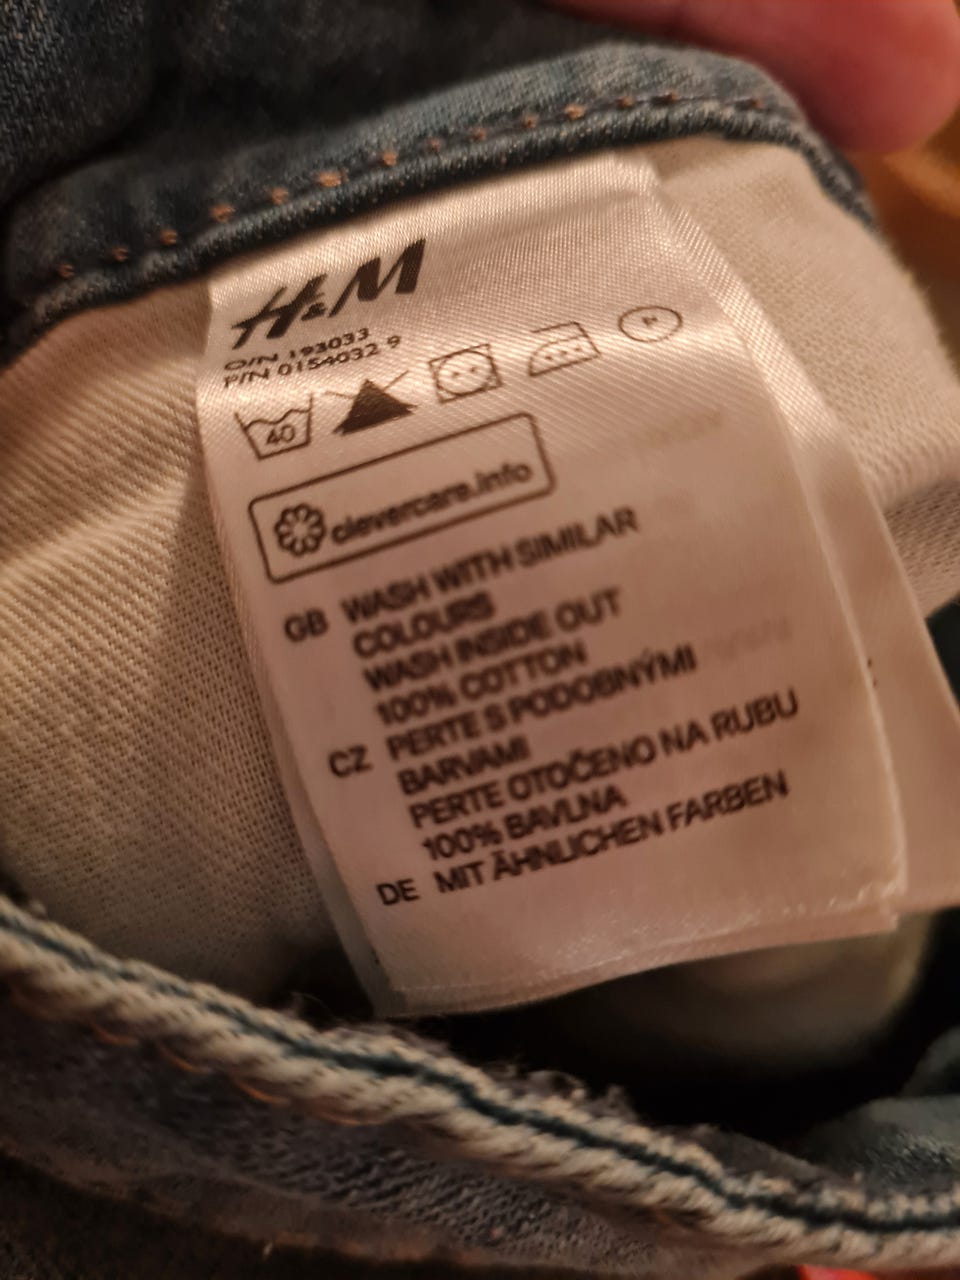 H&M
O/N 193033
P/N 0154032 9
40
clevercare.info
GB WASH WITH SIMILAR
COLOURS
WASH INSIDE OUT
100% COTTON
CZ PERTE S PODOBNÝMI
BARVAMI
PERTE OTOČENO NA RUBU
100% BAVLNA
DE MIT ÄHNLICHEN FARBEN